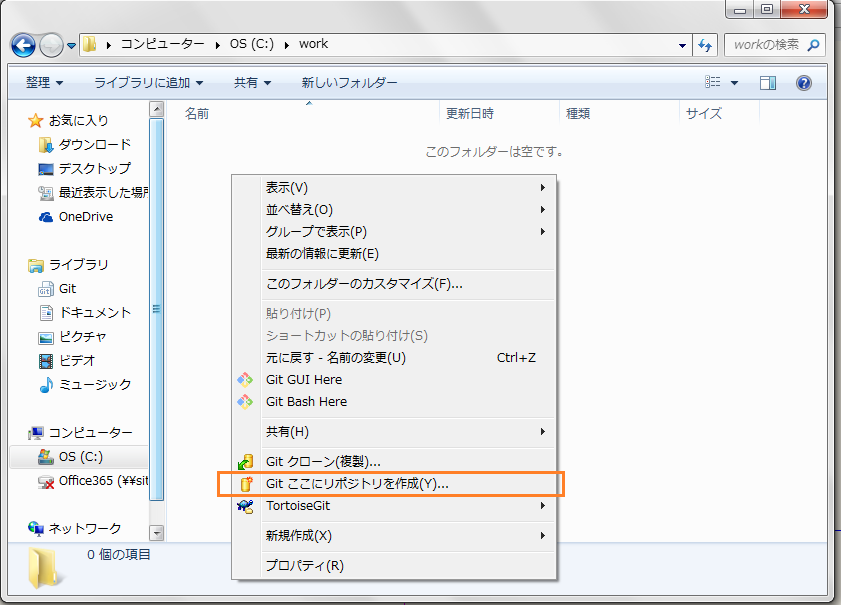 コンピューター OS (C:) work
workの検索
整理 ライブラリに追加 共有 新しいフォルダー
お気に入り
ダウンロード
デスクトップ
最近表示した場所
OneDrive
ライブラリ
Git
ドキュメント
ピクチャ
ビデオ
ミュージック
コンピューター
OS (C:)
Office365 (¥¥sit
ネットワーク
名前 更新日時 種類 サイズ
このフォルダーは空です。
表示(V)
並べ替え(O)
グループで表示(P)
最新の情報に更新(E)
このフォルダーのカスタマイズ(F)...
貼り付け(P)
ショートカットの貼り付け(S)
元に戻す - 名前の変更(U) Ctrl+Z
Git GUI Here
Git Bash Here
共有(H)
Git クローン(複製)...
Git ここにリポジトリを作成(Y)...
TortoiseGit
新規作成(X)
プロパティ(R)
0 個の項目